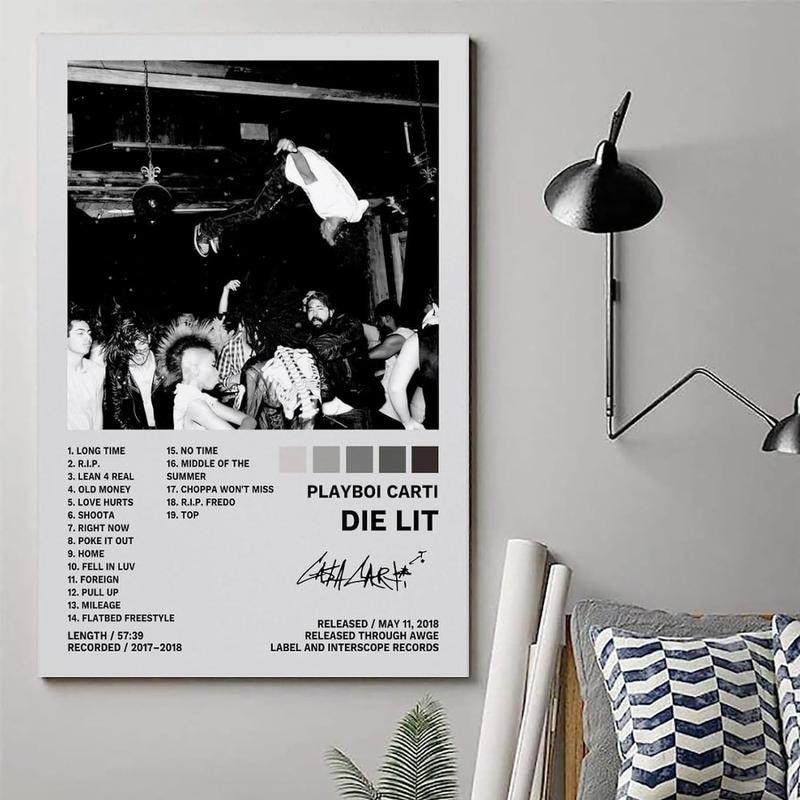 1. LONG TIME
2. R.I.P.
3. LEAN 4 REAL
4. OLD MONEY
5. LOVE HURTS
6. SHOOTA
7. RIGHT NOW
8. POKE IT OUT
9. HOME
10. FELL IN LUV
11. FOREIGN
12. PULL UP
13. MILEAGE
14. FLATBED FREESTYLE
15. NO TIME
16. MIDDLE OF THE
SUMMER
17. CHOPPA WON'T MISS
18. R.I.P. FREDO
19. TOP
LENGTH / 57:39
RECORDED / 2017–2018
PLAYBOI CARTI
DIE LIT
CA$H CARTI
RELEASED / MAY 11, 2018
RELEASED THROUGH AWGE
LABEL AND INTERSCOPE RECORDS